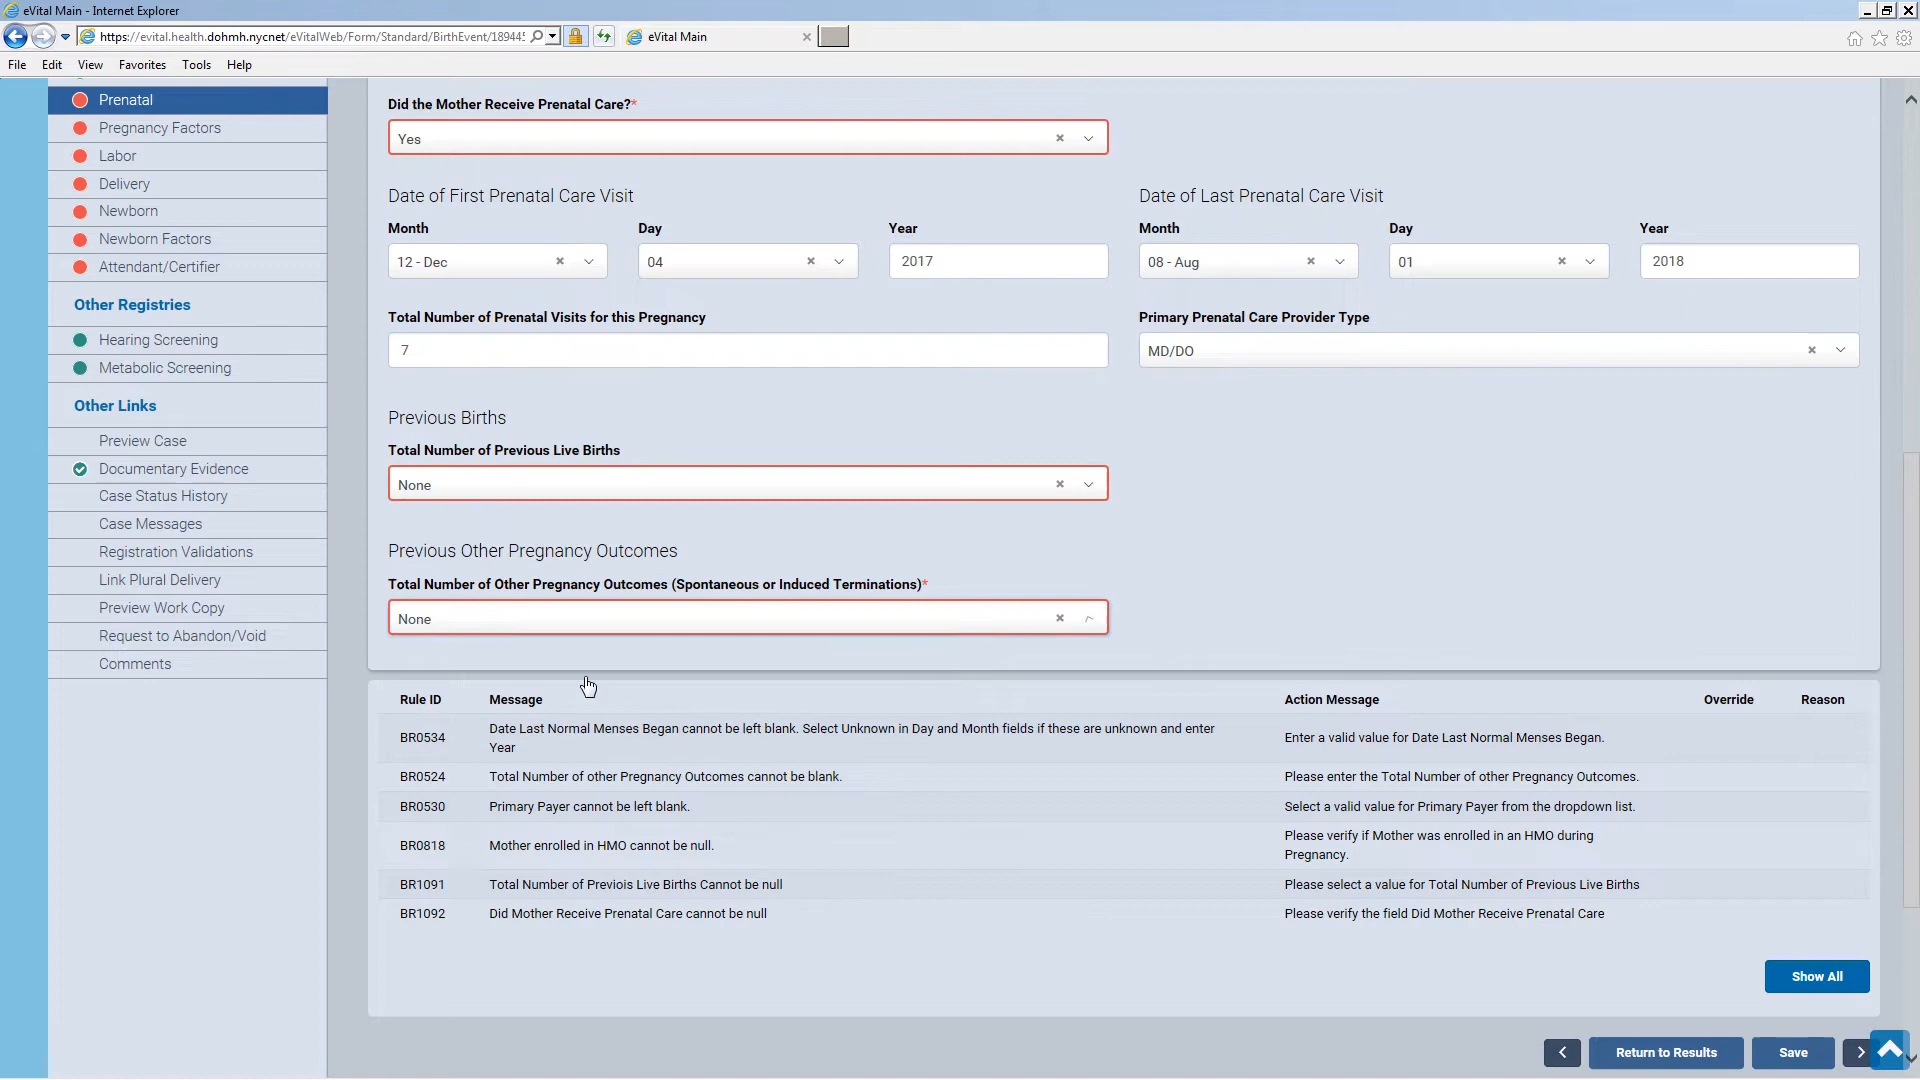 eVital Main - Internet Explorer
https://evital.health.dohmh.nycnet/eVitalWeb/Form/Standard/BirthEvent/18944
eVital Main
File Edit View Favorites Tools Help
Prenatal
Pregnancy Factors
Labor
Delivery
Newborn
Newborn Factors
Attendant/Certifier
Other Registries
Hearing Screening
Metabolic Screening
Other Links
Preview Case
Documentary Evidence
Case Status History
Case Messages
Registration Validations
Link Plural Delivery
Preview Work Copy
Request to Abandon/Void
Comments
Did the Mother Receive Prenatal Care?*
Yes
Date of First Prenatal Care Visit
Month Day Year
12 - Dec 04 2017
Date of Last Prenatal Care Visit
Month Day Year
08 - Aug 01 2018
Total Number of Prenatal Visits for this Pregnancy
7
Primary Prenatal Care Provider Type
MD/DO
Previous Births
Total Number of Previous Live Births
None
Previous Other Pregnancy Outcomes
Total Number of Other Pregnancy Outcomes (Spontaneous or Induced Terminations)*
None
Rule ID Message Action Message Override Reason
BR0534 Date Last Normal Menses Began cannot be left blank. Select Unknown in Day and Month fields if these are unknown and enter
Year
Enter a valid value for Date Last Normal Menses Began.
BR0524 Total Number of other Pregnancy Outcomes cannot be blank. Please enter the Total Number of other Pregnancy Outcomes.
BR0530 Primary Payer cannot be left blank. Select a valid value for Primary Payer from the dropdown list.
BR0818 Mother enrolled in HMO cannot be null. Please verify if Mother was enrolled in an HMO during
Pregnancy.
BR1091 Total Number of Previois Live Births Cannot be null Please select a value for Total Number of Previous Live Births
BR1092 Did Mother Receive Prenatal Care cannot be null Please verify the field Did Mother Receive Prenatal Care
Show All
Return to Results Save